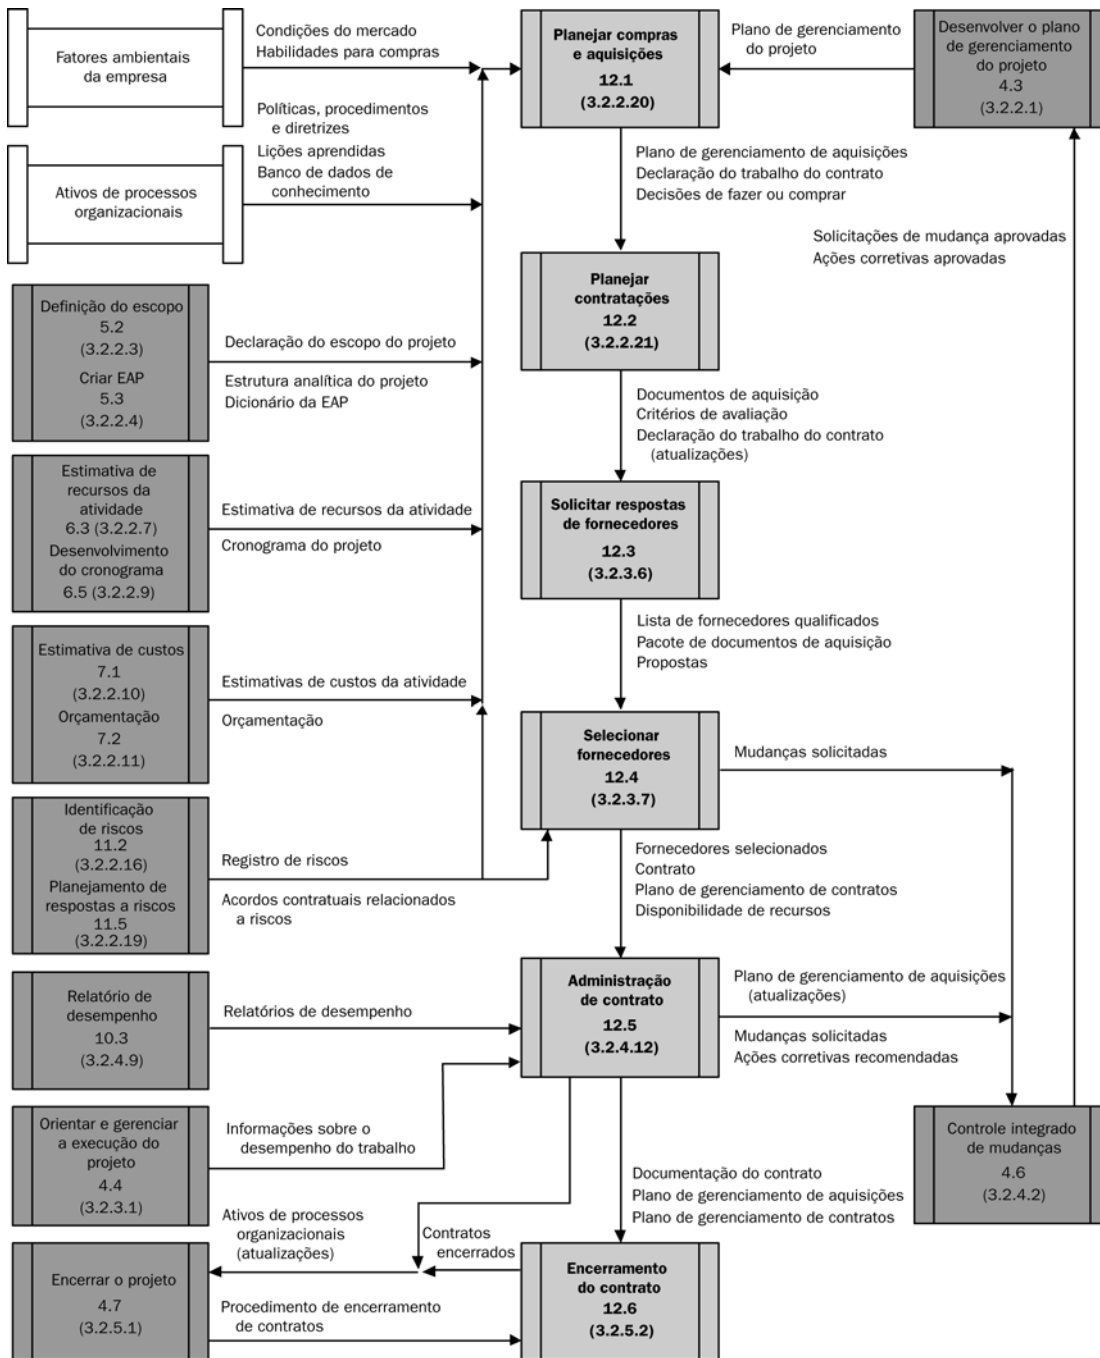 Fatores ambientais
da empresa
Condições do mercado
Habilidades para compras
Planejar compras
e aquisições
12.1
(3.2.2.20)
Plano de gerenciamento
do projeto
Desenvolver o plano
de gerenciamento
do projeto
4.3
(3.2.2.1)
Políticas, procedimentos
e diretrizes
Lições aprendidas
Banco de dados de
conhecimento
Ativos de processos
organizacionais
Plano de gerenciamento de aquisições
Declaração do trabalho do contrato
Decisões de fazer ou comprar
Solicitações de mudança aprovadas
Ações corretivas aprovadas
Planejar
contratações
12.2
(3.2.2.21)
Definição do escopo
5.2
(3.2.2.3)
Criar EAP
5.3
(3.2.2.4)
Declaração do escopo do projeto
Estrutura analítica do projeto
Dicionário da EAP
Documentos de aquisição
Critérios de avaliação
Declaração do trabalho do contrato
(atualizações)
Estimativa de
recursos da
atividade
6.3 (3.2.2.7)
Desenvolvimento
do cronograma
6.5 (3.2.2.9)
Estimativa de recursos da atividade
Cronograma do projeto
Solicitar respostas
de fornecedores
12.3
(3.2.3.6)
Lista de fornecedores qualificados
Pacote de documentos de aquisição
Propostas
Estimativa de custos
7.1
(3.2.2.10)
Orçamentação
7.2
(3.2.2.11)
Estimativas de custos da atividade
Orçamentação
Selecionar
fornecedores
12.4
(3.2.3.7)
Mudanças solicitadas
Identificação
de riscos
11.2
(3.2.2.16)
Planejamento de
respostas a riscos
11.5
(3.2.2.19)
Registro de riscos
Acordos contratuais relacionados
a riscos
Fornecedores selecionados
Contrato
Plano de gerenciamento de contratos
Disponibilidade de recursos
Relatório de
desempenho
10.3
(3.2.4.9)
Relatórios de desempenho
Administração
de contrato
12.5
(3.2.4.12)
Plano de gerenciamento de aquisições
(atualizações)
Mudanças solicitadas
Ações corretivas recomendadas
Orientar e gerenciar
a execução do
projeto
4.4
(3.2.3.1)
Informações sobre o
desempenho do trabalho
Controle integrado
de mudanças
4.6
(3.2.4.2)
Documentação do contrato
Plano de gerenciamento de aquisições
Plano de gerenciamento de contratos
Ativos de processos
organizacionais
(atualizações)
Contratos
encerrados
Encerrar o projeto
4.7
(3.2.5.1)
Procedimento de encerramento
de contratos
Encerramento
do contrato
12.6
(3.2.5.2)